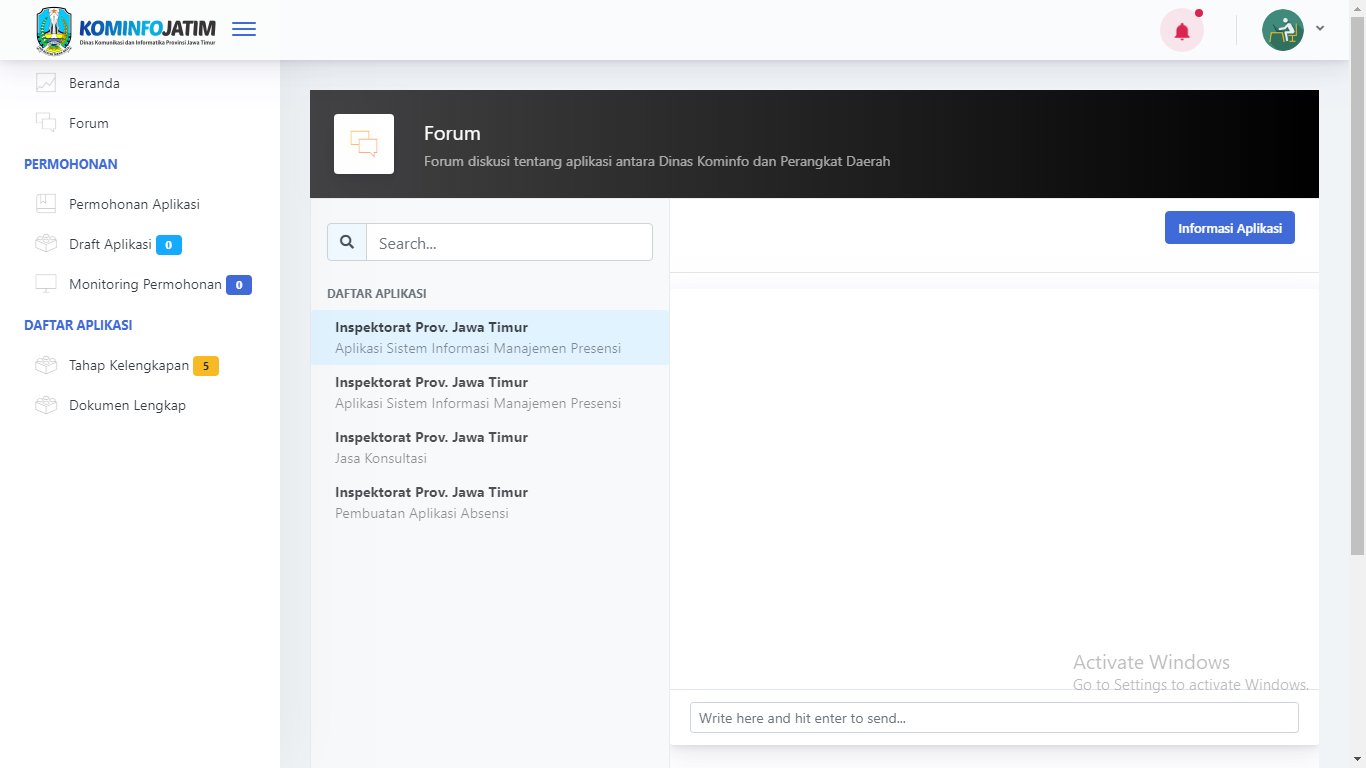 KOMINFOJATIM
Dinas Komunikasi dan Informatika Provinsi Jawa Timur
Beranda
Forum
PERMOHONAN
Permohonan Aplikasi
Draft Aplikasi 0
Monitoring Permohonan 0
DAFTAR APLIKASI
Tahap Kelengkapan 5
Dokumen Lengkap
Forum
Forum diskusi tentang aplikasi antara Dinas Kominfo dan Perangkat Daerah
Search...
DAFTAR APLIKASI
Inspektorat Prov. Jawa Timur
Aplikasi Sistem Informasi Manajemen Presensi
Inspektorat Prov. Jawa Timur
Aplikasi Sistem Informasi Manajemen Presensi
Inspektorat Prov. Jawa Timur
Jasa Konsultasi
Inspektorat Prov. Jawa Timur
Pembuatan Aplikasi Absensi
Informasi Aplikasi
Activate Windows
Go to Settings to activate Windows.
Write here and hit enter to send...